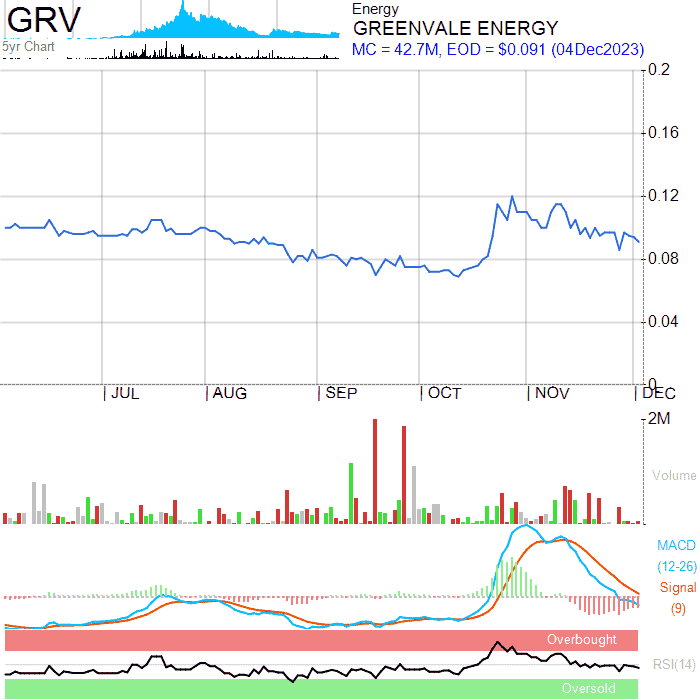 GRV
5yr Chart
Energy
GREENVALE ENERGY
MC = 42.7M, EOD = $0.091 (04Dec2023)
0.2
0.16
0.12
0.08
0.04
0
JUL AUG SEP OCT NOV DEC
2M
Volume
MACD
(12-26)
Signal
(9)
Overbought
RSI(14)
Oversold